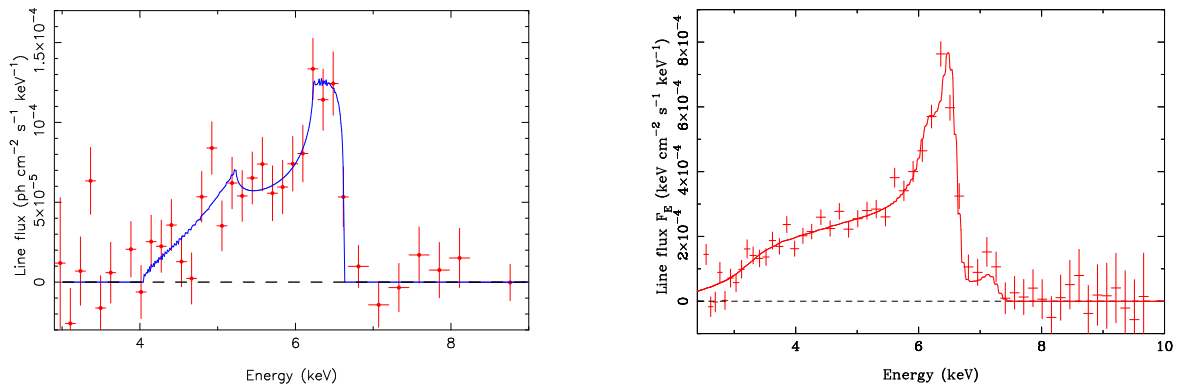 Line flux (ph cm⁻² s⁻¹ keV⁻¹)
0 5×10⁻⁵ 10⁻⁴ 1.5×10⁻⁴
4 6 8
Energy (keV)
Line flux F_E (keV cm⁻² s⁻¹ keV⁻¹)
0 2×10⁻⁴ 4×10⁻⁴ 6×10⁻⁴ 8×10⁻⁴
4 6 8 10
Energy (keV)